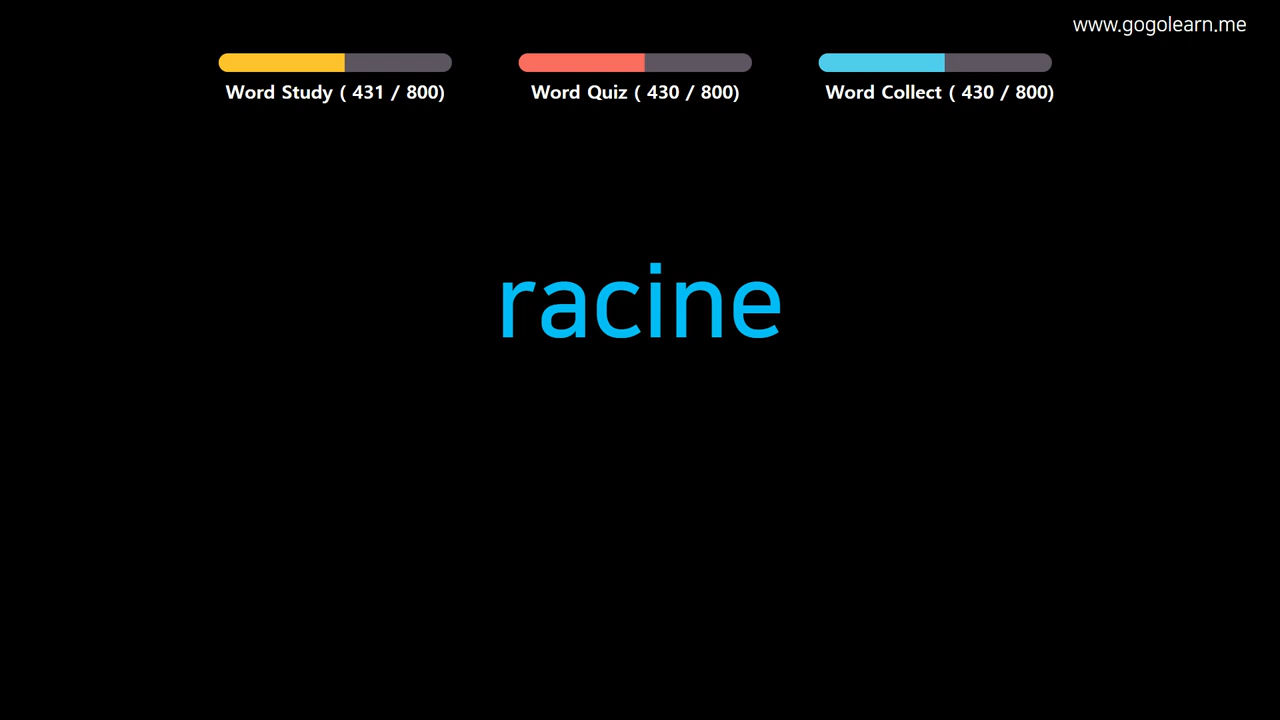 www.gogolearn.me
Word Study ( 431 / 800)
Word Quiz ( 430 / 800)
Word Collect ( 430 / 800)
racine